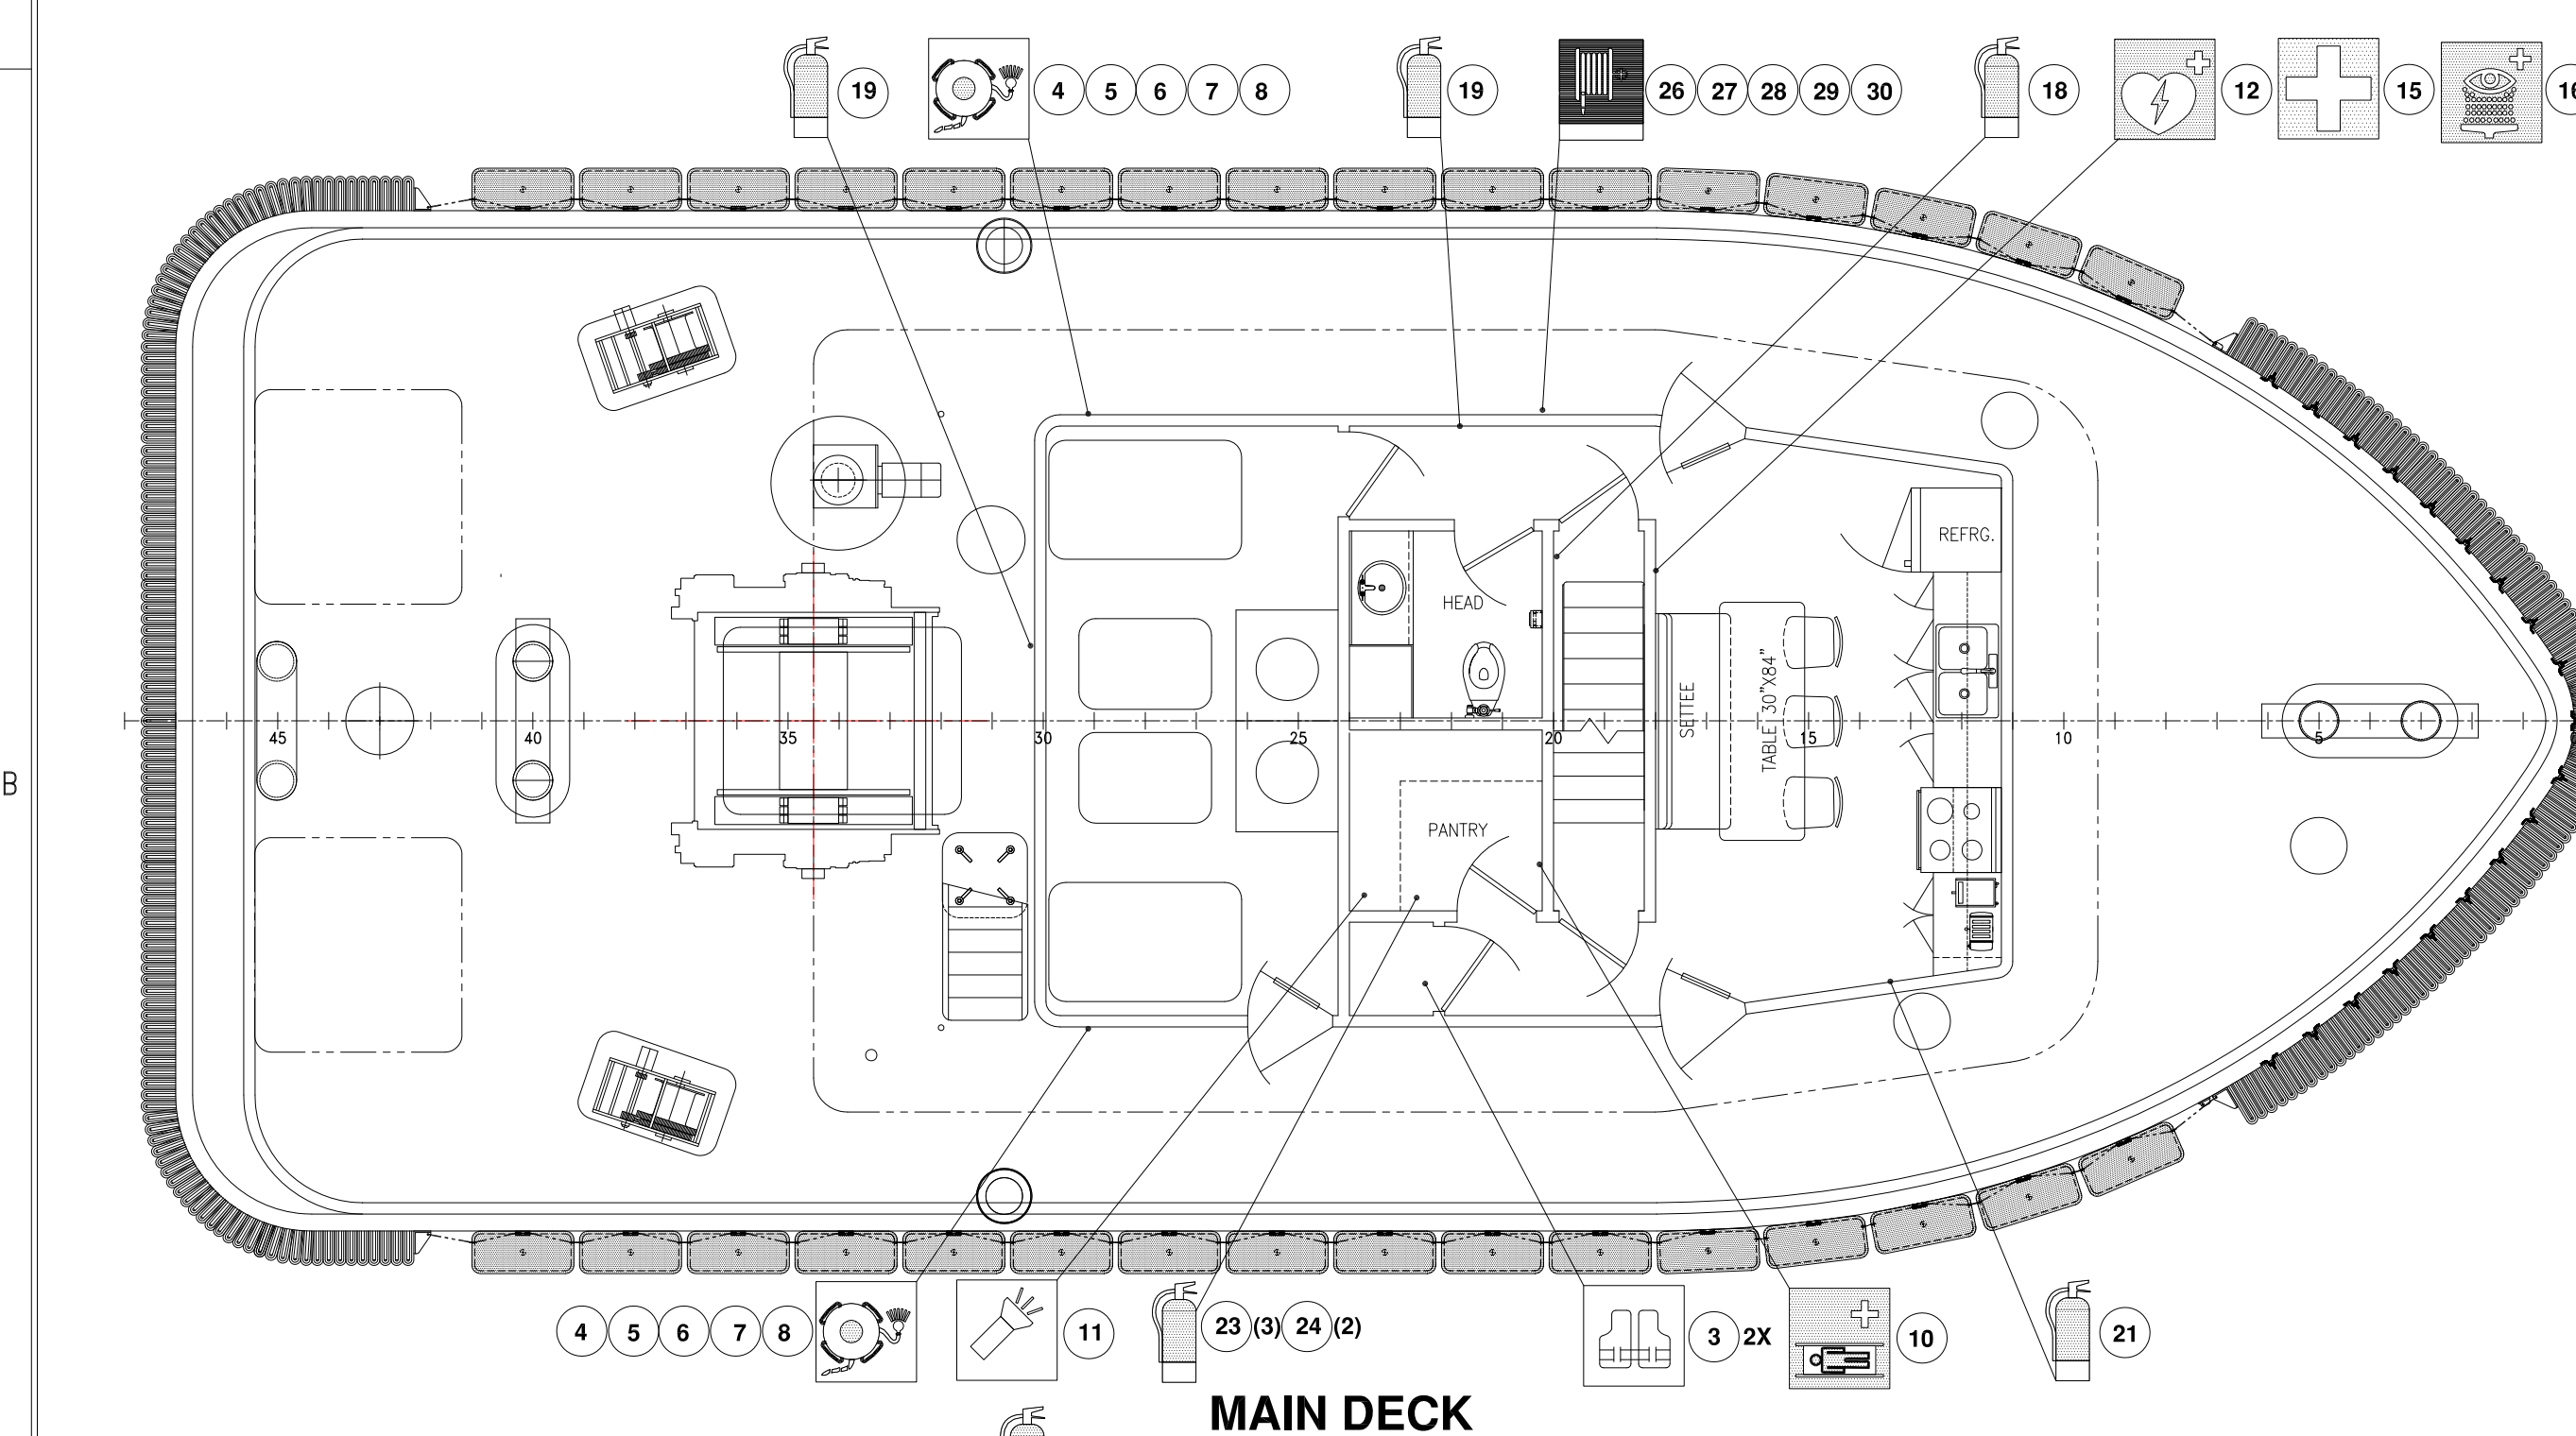 19 4 5 6 7 8 19 26 27 28 29 30 18 12 15 16
REFRG.
HEAD
SETTEE
TABLE 30"X84"
45 40 35 30 25 20 15 10 5
B
PANTRY
4 5 6 7 8 11 23 (3) 24 (2) 3 2X 10 21
MAIN DECK